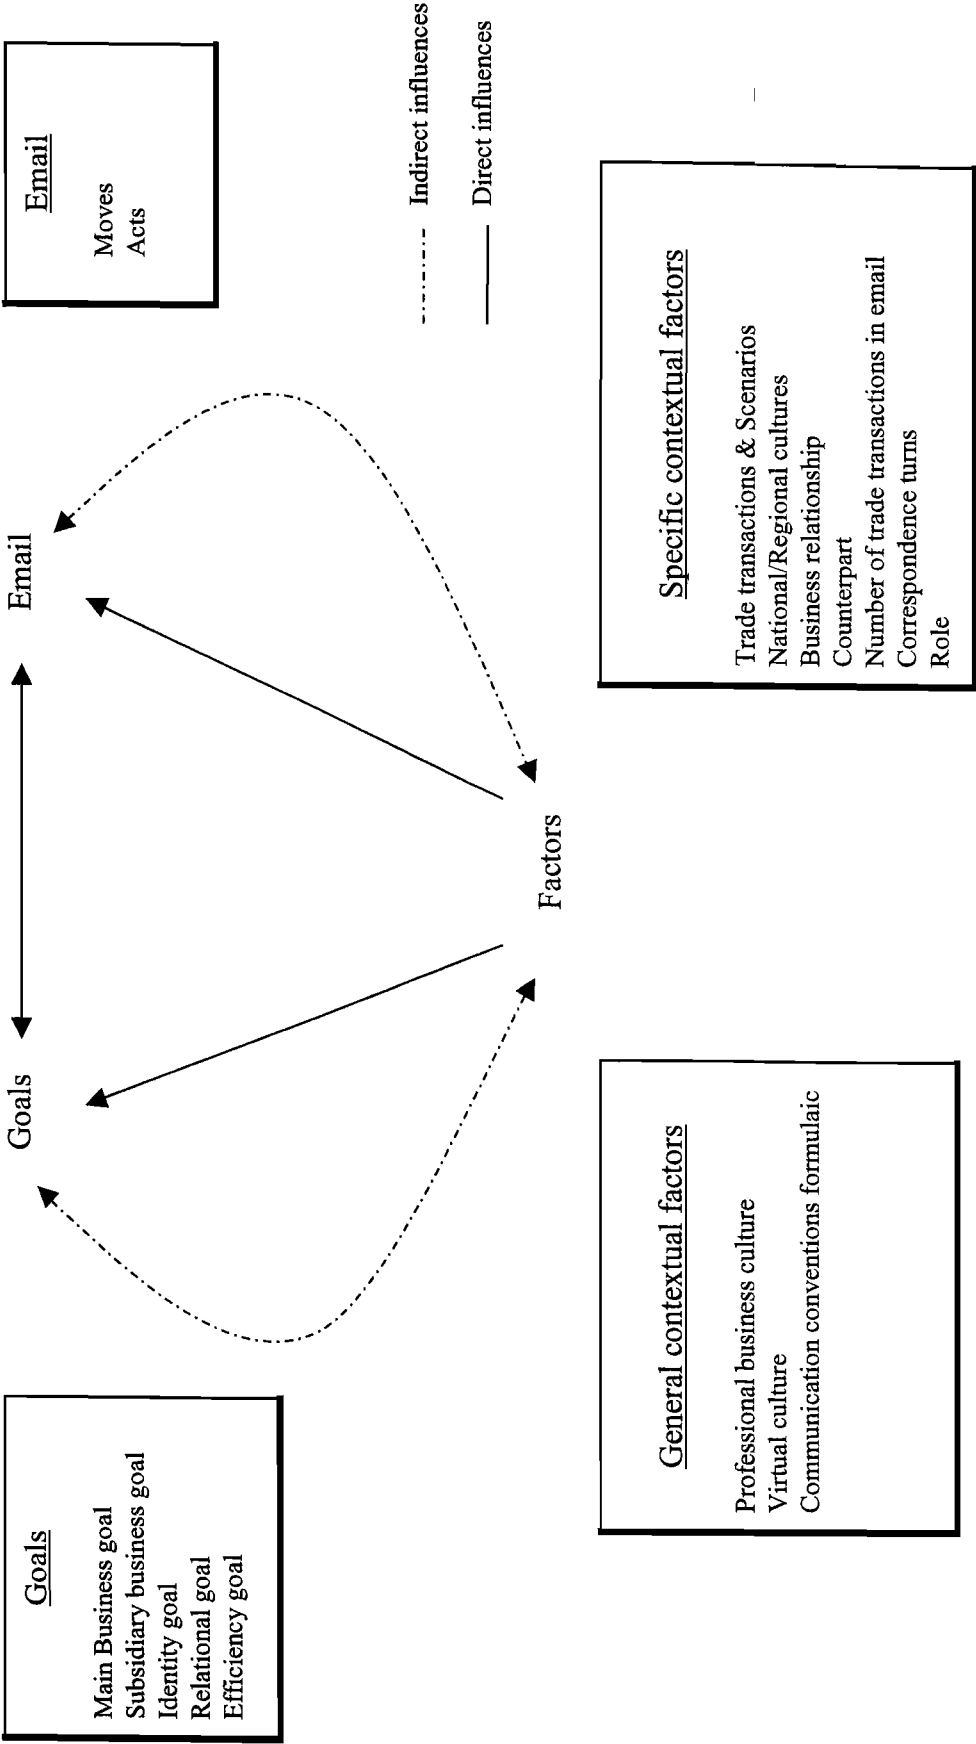 Goals
Main Business goal
Subsidiary business goal
Identity goal
Relational goal
Efficiency goal
Goals
Email
Email
Moves
Acts
Indirect influences
Direct influences
Factors
General contextual factors
Professional business culture
Virtual culture
Communication conventions formulaic
Specific contextual factors
Trade transactions & Scenarios
National/Regional cultures
Business relationship
Counterpart
Number of trade transactions in email
Correspondence turns
Role